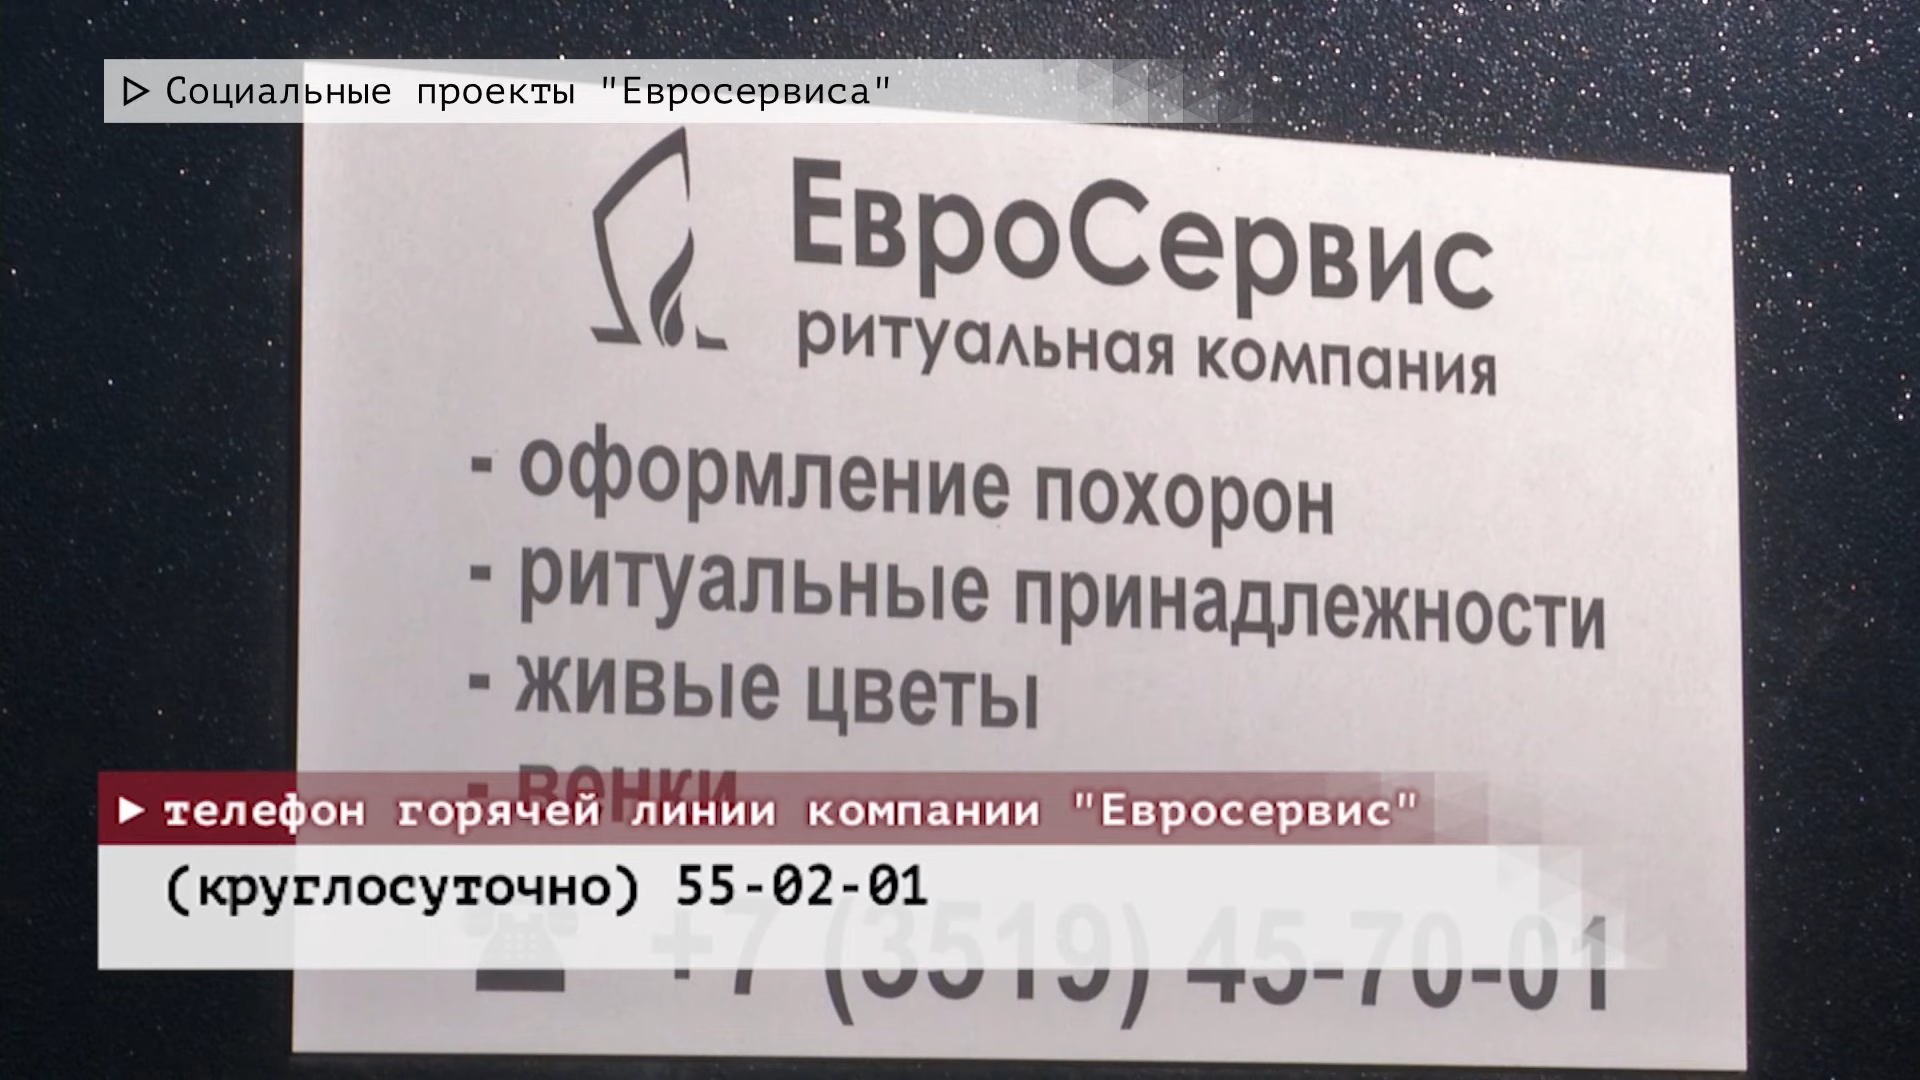 Социальные проекты "Евросервиса"
ЕвроСервис
ритуальная компания
- оформление похорон
- ритуальные принадлежности
- живые цветы
- венки
телефон горячей линии компании "Евросервис"
(круглосуточно) 55-02-01
+7 (3519) 45-70-01